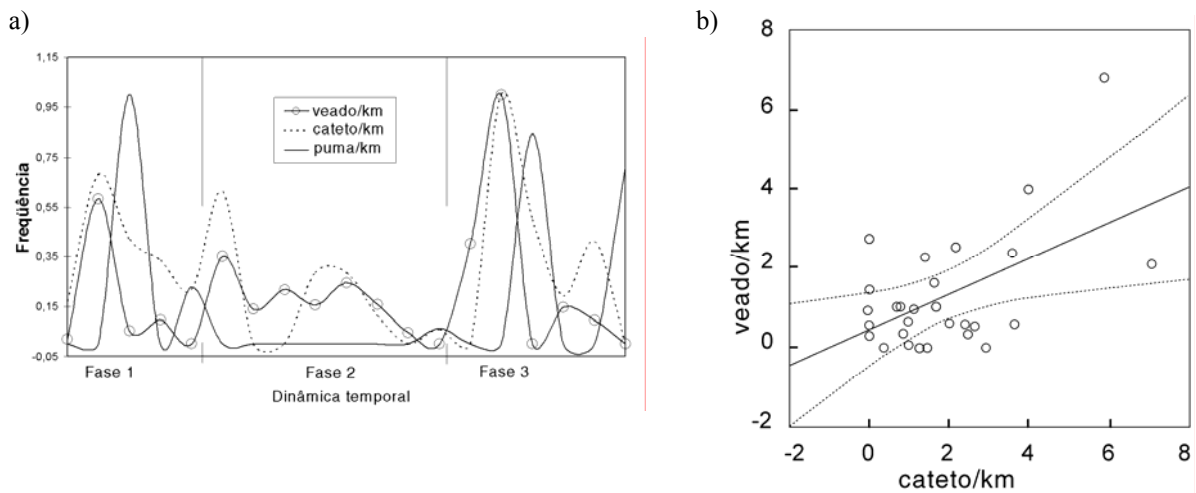 a)
1,15
0,95
0,75
0,55
0,35
0,15
-0,05
Freqüência
veado/km
cateto/km
puma/km
Fase 1
Fase 2
Fase 3
Dinâmica temporal
b)
8
6
4
2
0
-2
veado/km
-2 0 2 4 6 8
cateto/km